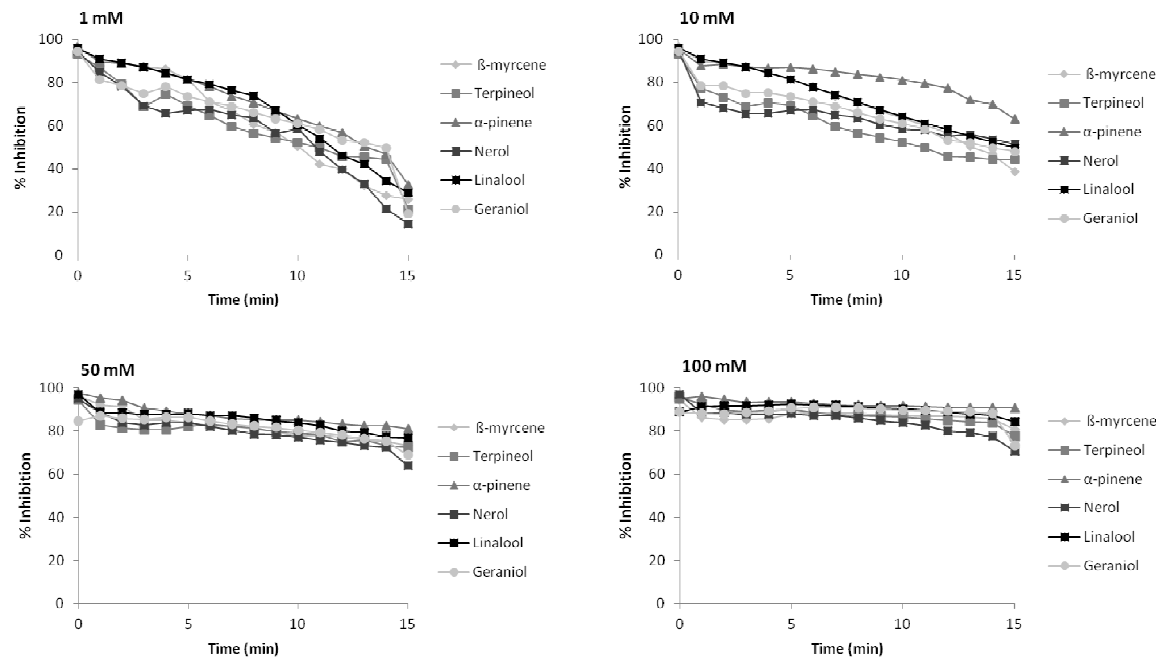 1 mM
100
80
60
40
20
0
% Inhibition
0 5 10 15
Time (min)
ß-myrcene
Terpineol
α-pinene
Nerol
Linalool
Geraniol
10 mM
100
80
60
40
20
0
% Inhibition
0 5 10 15
Time (min)
ß-myrcene
Terpineol
α-pinene
Nerol
Linalool
Geraniol
50 mM
100
80
60
40
20
0
% Inhibition
0 5 10 15
Time (min)
ß-myrcene
Terpineol
α-pinene
Nerol
Linalool
Geraniol
100 mM
100
80
60
40
20
0
% Inhibition
0 5 10 15
Time (min)
ß-myrcene
Terpineol
α-pinene
Nerol
Linalool
Geraniol